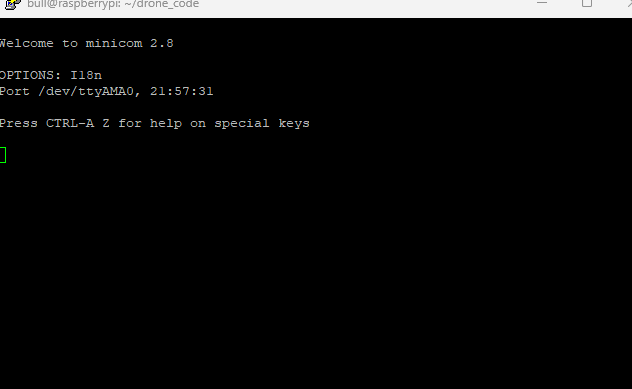 bull@raspberrypi: ~/drone_code
Welcome to minicom 2.8
OPTIONS: I18n
Port /dev/ttyAMA0, 21:57:31
Press CTRL-A Z for help on special keys